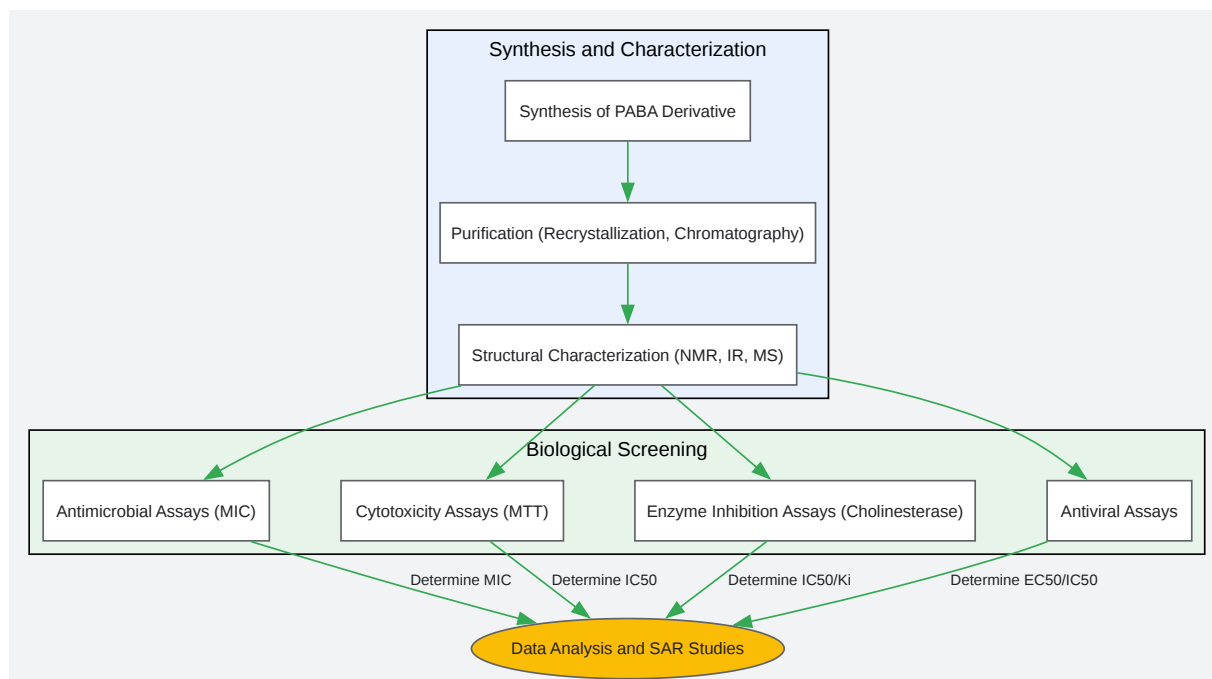 Synthesis and Characterization
Synthesis of PABA Derivative
Purification (Recrystallization, Chromatography)
Structural Characterization (NMR, IR, MS)
Biological Screening
Antimicrobial Assays (MIC)
Cytotoxicity Assays (MTT)
Enzyme Inhibition Assays (Cholinesterase)
Antiviral Assays
Determine MIC
Determine IC50
Determine IC50/Ki
Determine EC50/IC50
Data Analysis and SAR Studies